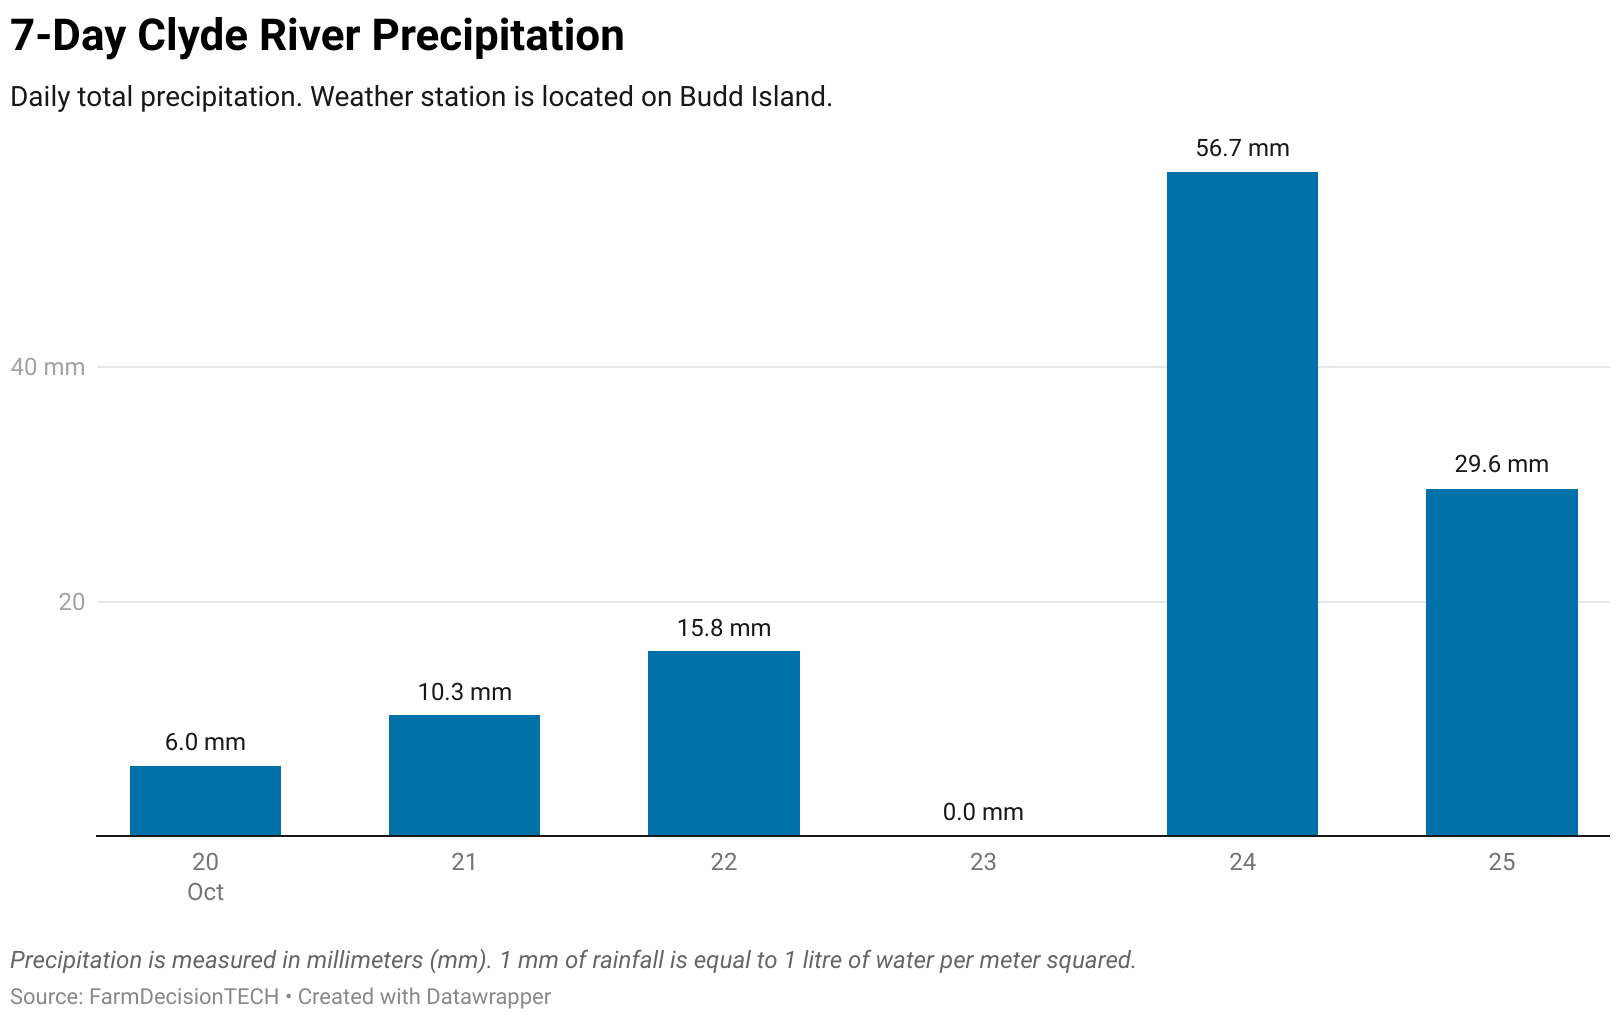 7-Day Clyde River Precipitation
Daily total precipitation. Weather station is located on Budd Island.
56.7 mm
40 mm
29.6 mm
20
15.8 mm
10.3 mm
6.0 mm
0.0 mm
20 21 22 23 24 25
Oct
Precipitation is measured in millimeters (mm). 1 mm of rainfall is equal to 1 litre of water per meter squared.
Source: FarmDecisionTECH • Created with Datawrapper